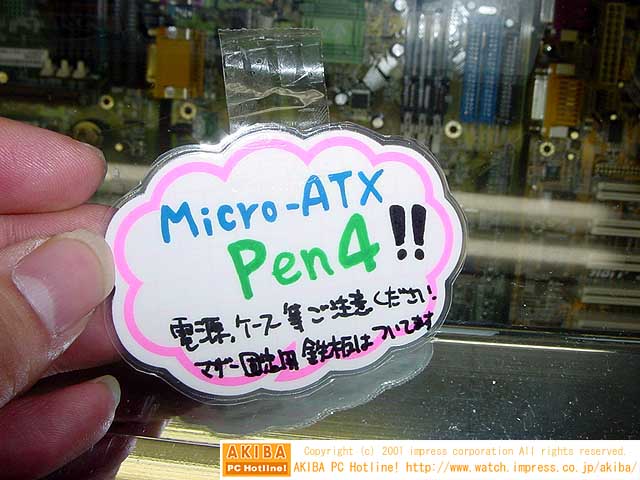 Micro-ATX
Pen4!!
電源,ケース等ご注意ください!
マザー固定用 鉄板はついてます
AKIBA
PC Hotline!
Copyright (c) 2001 impress corporation All rights reserved.
AKIBA PC Hotline! http://www.watch.impress.co.jp/akiba/